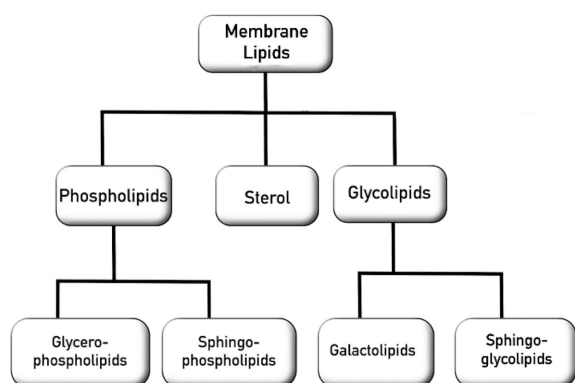 Membrane
Lipids
Phospholipids
Sterol
Glycolipids
Glycero-
phospholipids
Sphingo-
phospholipids
Galactolipids
Sphingo-
glycolipids